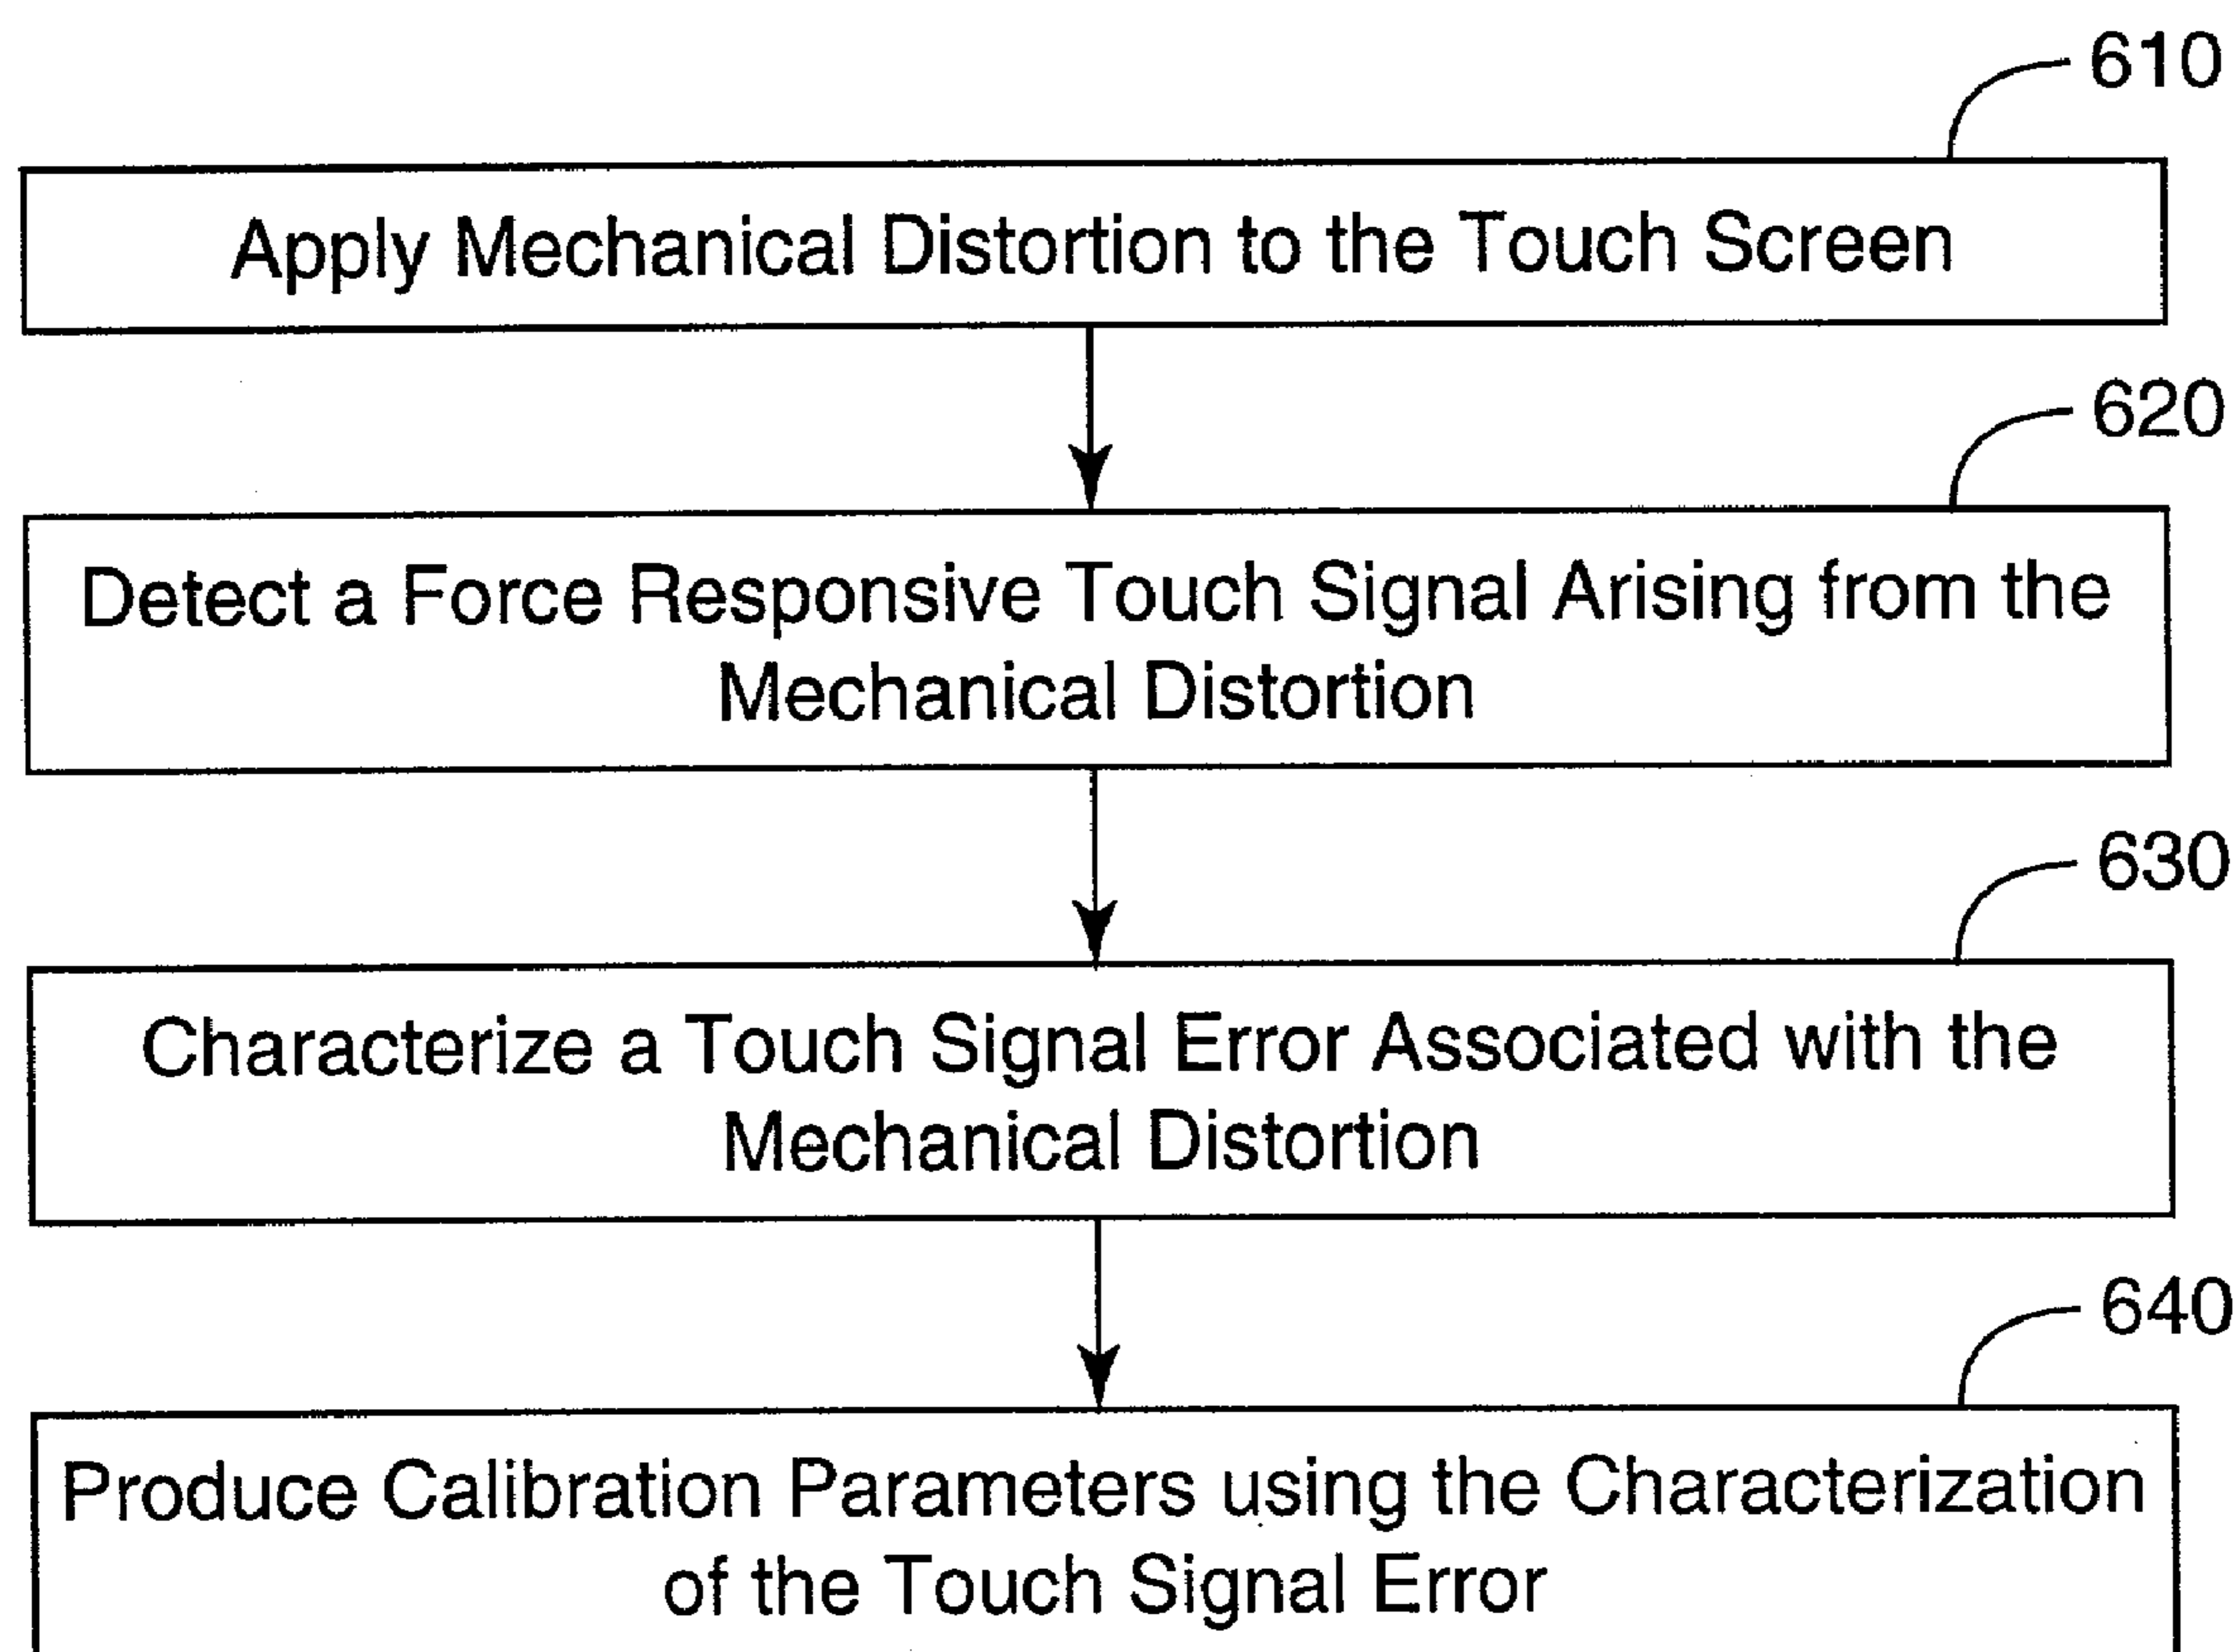 610
Apply Mechanical Distortion to the Touch Screen
620
Detect a Force Responsive Touch Signal Arising from the
Mechanical Distortion
630
Characterize a Touch Signal Error Associated with the
Mechanical Distortion
640
Produce Calibration Parameters using the Characterization
of the Touch Signal Error